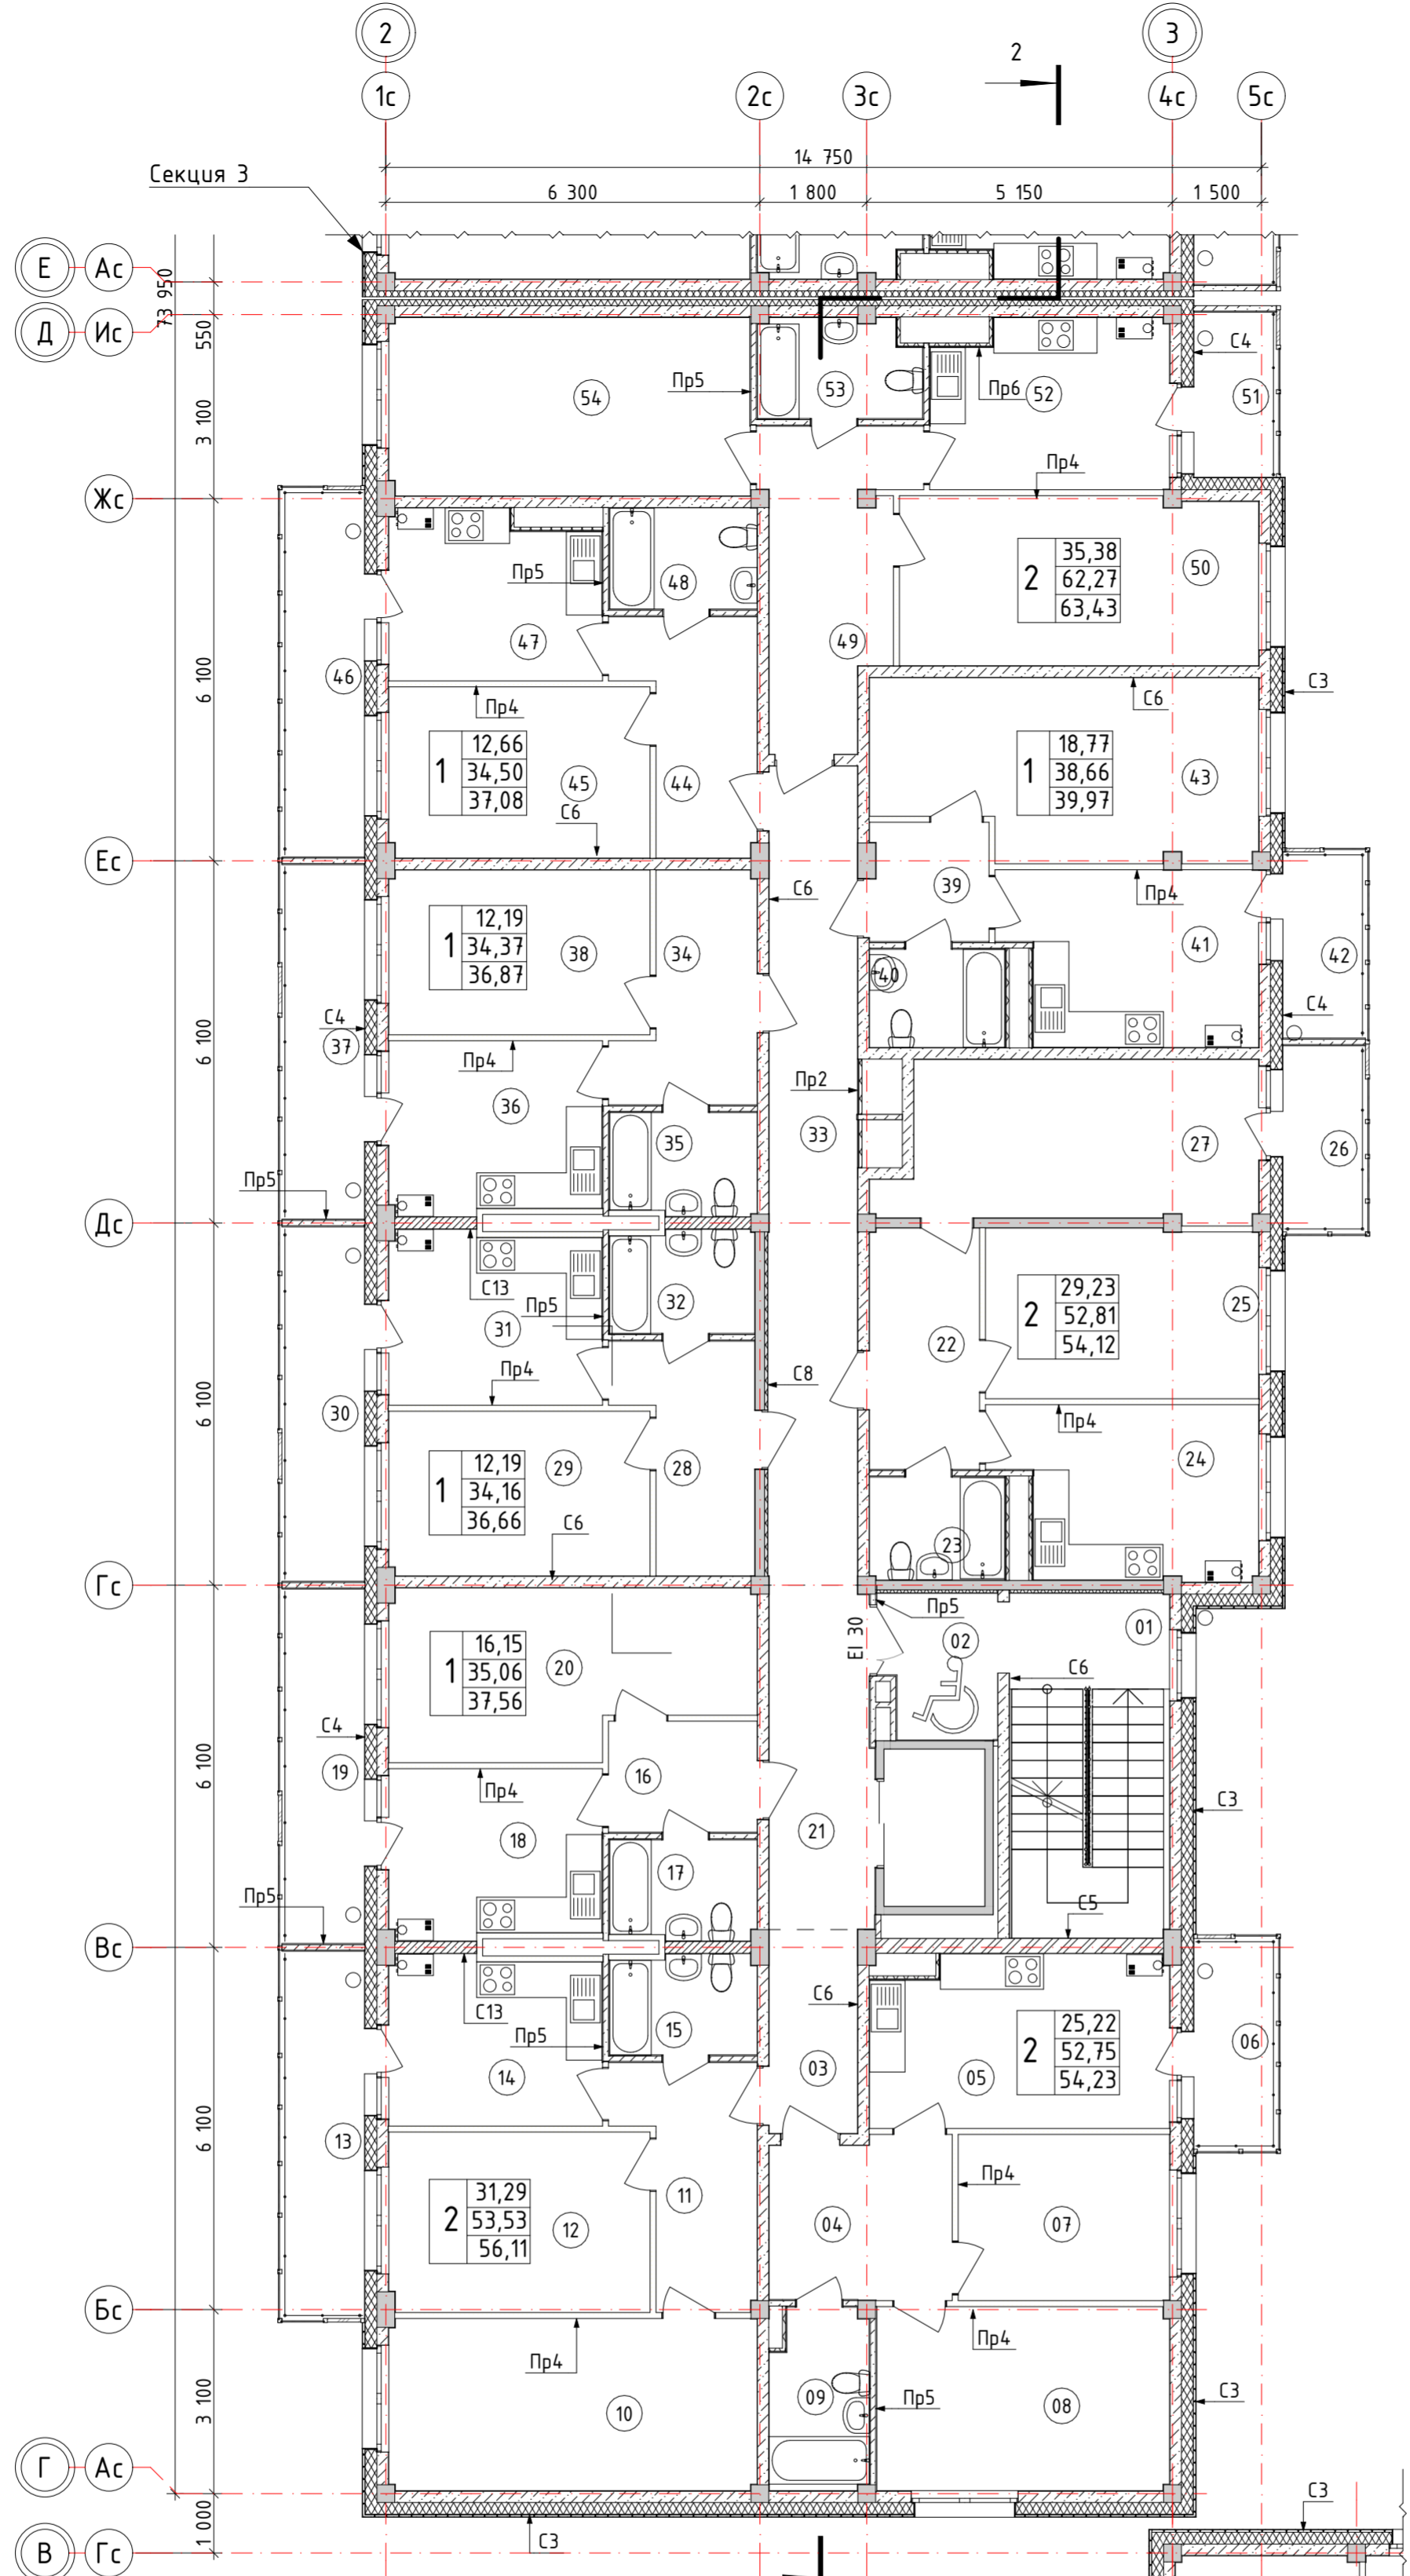 2
3
2
1с
2с
3с
4с
5с
14 750
Секция 3
6 300
1 800
5 150
1 500
Е
Ас
73 950
Д
Ис
550
С4
54
Пр5
53
Пр6
52
51
3 100
Пр4
Жс
35,38
2
62,27
63,43
50
Пр5
48
47
49
46
6 100
Пр4
С6
С3
12,66
1
34,50
37,08
45
44
18,77
1
38,66
39,97
43
С6
Ес
39
Пр4
С6
12,19
1
34,37
36,87
38
34
41
42
40
С4
37
С4
6 100
Пр4
Пр2
36
33
35
27
26
Пр5
Дс
С13
32
29,23
2
52,81
54,12
25
Пр5
31
22
Пр4
С8
6 100
30
Пр4
12,19
1
34,16
36,66
29
28
24
С6
23
Гс
Пр5
01
EI 30
02
16,15
1
35,06
37,56
20
С6
С4
19
16
6 100
Пр4
С3
21
18
17
Пр5
С5
Вс
С13
С6
Пр5
15
25,22
2
52,75
54,23
06
14
03
05
13
6 100
Пр4
31,29
2
53,53
56,11
12
11
04
07
Бс
Пр4
Пр4
09
Пр5
08
С3
10
3 100
Г
Ас
1 000
С3
С3
В
Гс